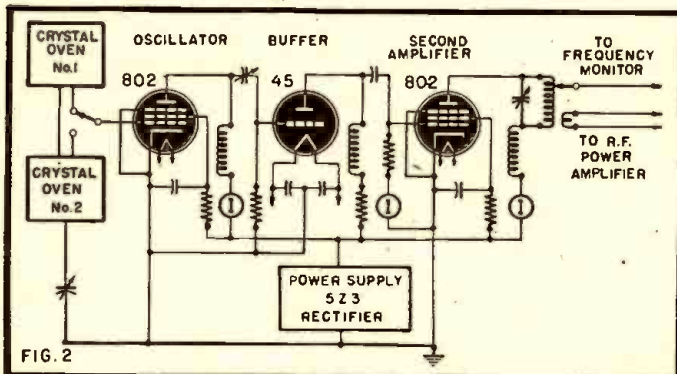 CRYSTAL
OVEN
No.1
CRYSTAL
OVEN
No.2
OSCILLATOR
802
BUFFER
45
SECOND
AMPLIFIER
802
TO
FREQUENCY
MONITOR
TO R.F.
POWER
AMPLIFIER
I
I
I
POWER SUPPLY
5Z3
RECTIFIER
FIG. 2